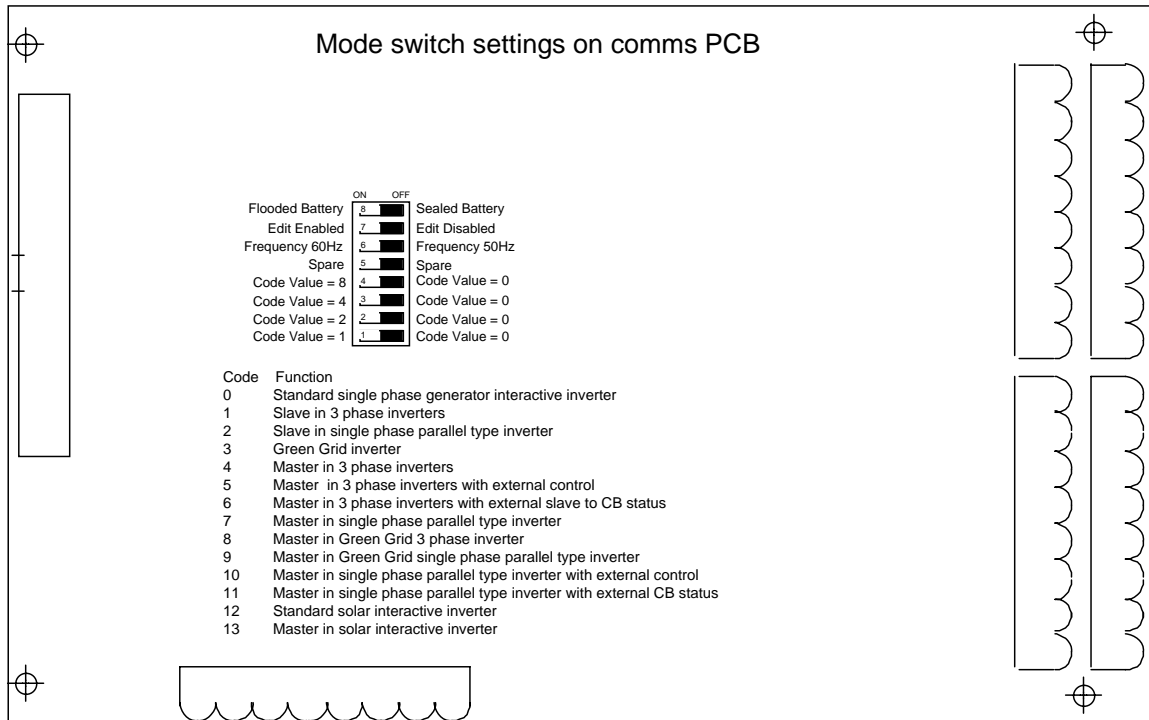 Mode switch settings on comms PCB
ON OFF
Flooded Battery 8 Sealed Battery
Edit Enabled 7 Edit Disabled
Frequency 60Hz 6 Frequency 50Hz
Spare 5 Spare
Code Value = 8 4 Code Value = 0
Code Value = 4 3 Code Value = 0
Code Value = 2 2 Code Value = 0
Code Value = 1 1 Code Value = 0
Code Function
0 Standard single phase generator interactive inverter
1 Slave in 3 phase inverters
2 Slave in single phase parallel type inverter
3 Green Grid inverter
4 Master in 3 phase inverters
5 Master in 3 phase inverters with external control
6 Master in 3 phase inverters with external slave to CB status
7 Master in single phase parallel type inverter
8 Master in Green Grid 3 phase inverter
9 Master in Green Grid single phase parallel type inverter
10 Master in single phase parallel type inverter with external control
11 Master in single phase parallel type inverter with external CB status
12 Standard solar interactive inverter
13 Master in solar interactive inverter